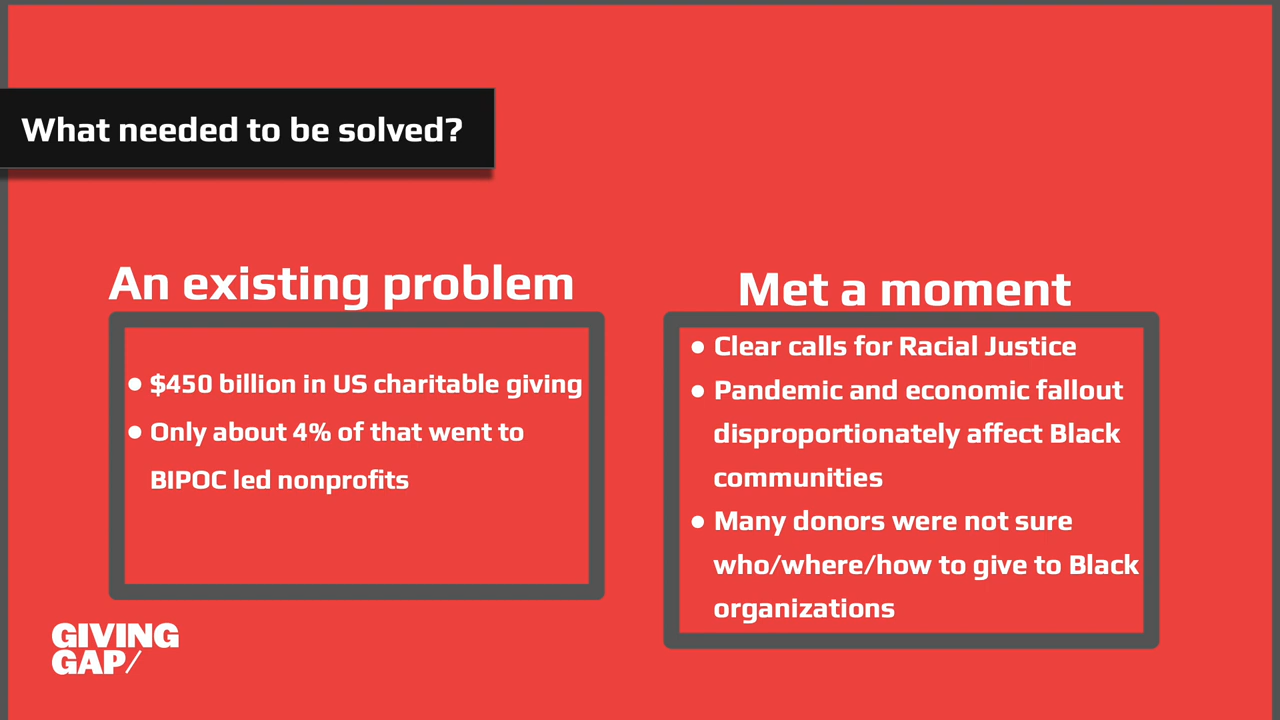 What needed to be solved?
An existing problem
● $450 billion in US charitable giving
● Only about 4% of that went to
BIPOC led nonprofits
Met a moment
● Clear calls for Racial Justice
● Pandemic and economic fallout
disproportionately affect Black
communities
● Many donors were not sure
who/where/how to give to Black
organizations
GIVING
GAP/